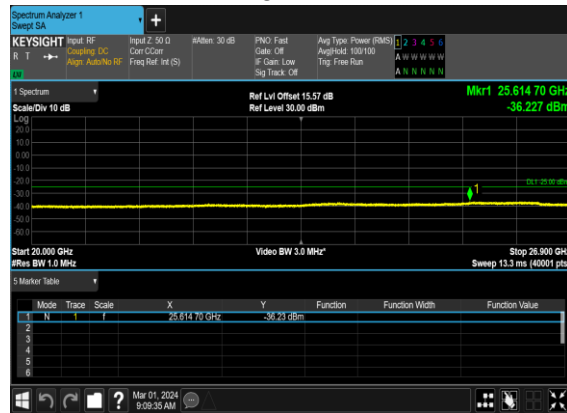 Spectrum Analyzer 1
Swept SA
+
KEYSIGHT Input: RF Input Z: 50 Ω #Atten: 30 dB PNO: Fast Avg Type: Power (RMS) 1 2 3 4 5 6
R T Coupling: DC Corr CCorr Gate: Off Avg|Hold: 100/100 A W W W W W
Align: Auto/No RF Freq Ref: Int (S) IF Gain: Low Trig: Free Run
Sig Track: Off A N N N N N
1 Spectrum Ref Lvl Offset 15.57 dB Mkr1 25.614 70 GHz
Scale/Div 10 dB Ref Level 30.00 dBm -36.227 dBm
Log
20.0
10.0
0.00
-10.0
-20.0
-30.0
-40.0
-50.0
-60.0
DL1 -25.00 dBm
1
Start 20.000 GHz Video BW 3.0 MHz* Stop 26.900 GHz
#Res BW 1.0 MHz Sweep 13.3 ms (40001 pts)
5 Marker Table
Mode Trace Scale X Y Function Function Width Function Value
1 N 1 f 25.614 70 GHz -36.23 dBm
2
3
4
5
6
? Mar 01, 2024
9:09:35 AM